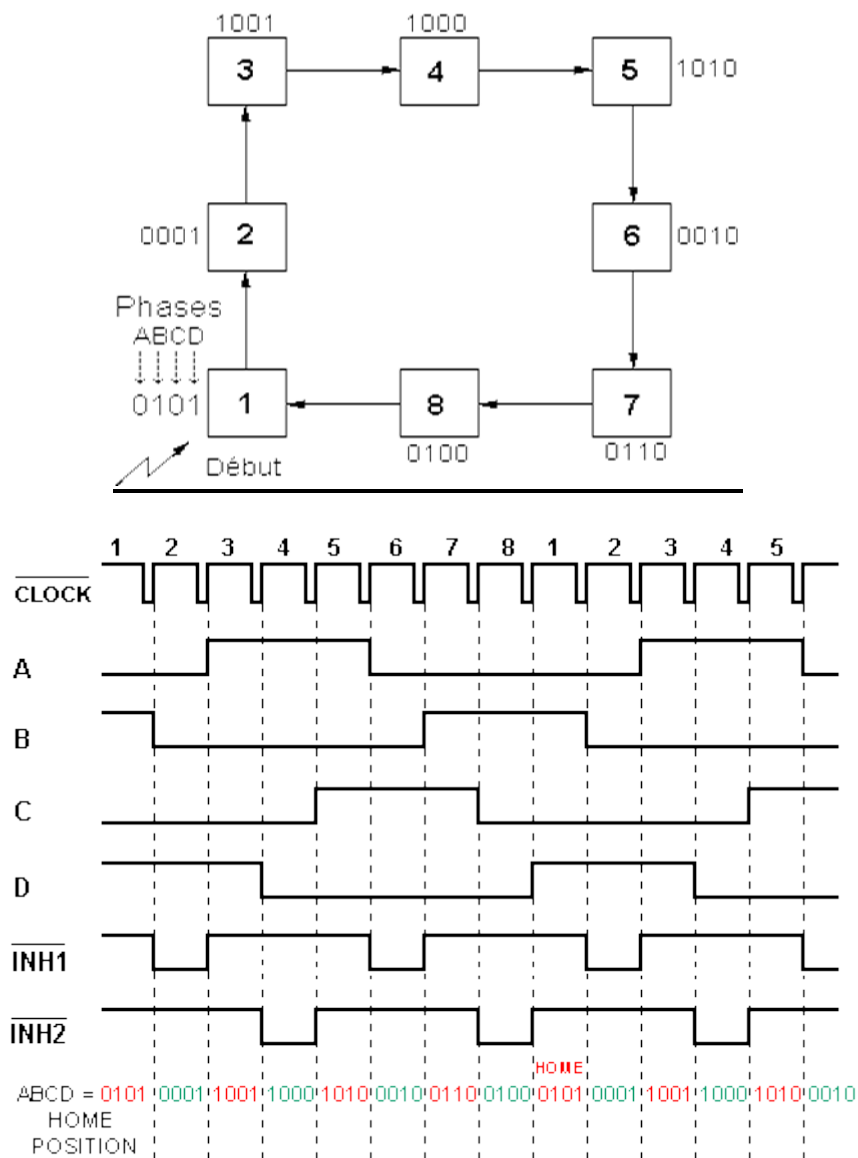 1001 1000
3 4 5 1010
0001 2 6 0010
Phases
ABCD
0101 1 8 7
Début 0100 0110
1 2 3 4 5 6 7 8 1 2 3 4 5
CLOCK
A
B
C
D
INH1
INH2
HOME
ABCD = 0101 0001 1001 1000 1010 0010 0110 0100 0101 0001 1001 1000 1010 0010
HOME
POSITION